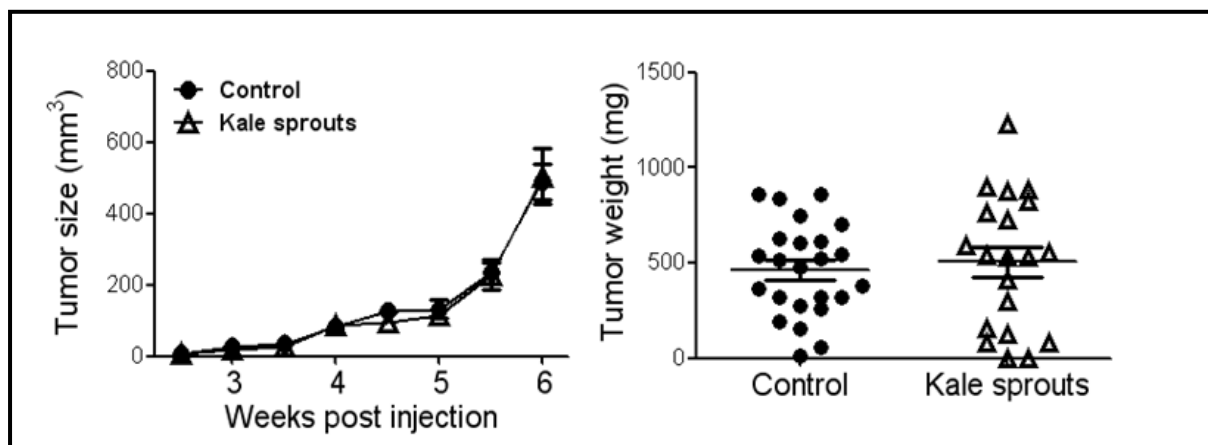 Tumor size (mm³)
800
600
400
200
0
Control
Kale sprouts
3 4 5 6
Weeks post injection
Tumor weight (mg)
1500
1000
500
0
Control Kale sprouts